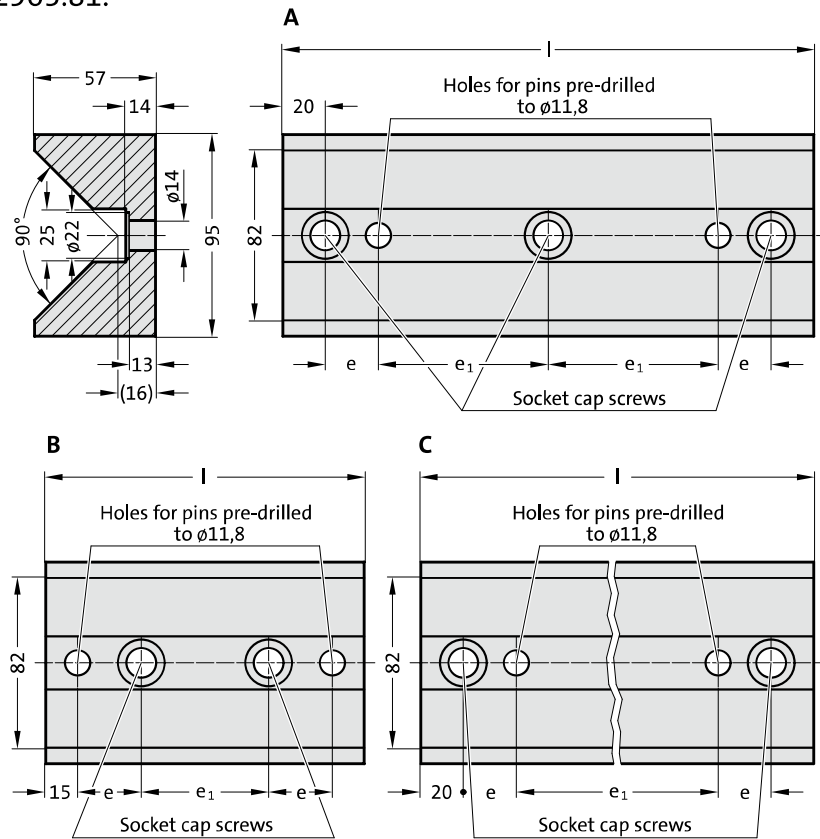 2965.81.
A
l
57
14
20
Holes for pins pre-drilled
to ø11,8
90°
25
ø22
ø14
95
82
13
(16)
e
e₁
e₁
e
Socket cap screws
B
l
Holes for pins pre-drilled
to ø11,8
82
15
e
e₁
e
Socket cap screws
C
l
Holes for pins pre-drilled
to ø11,8
82
20
e
e₁
e
Socket cap screws